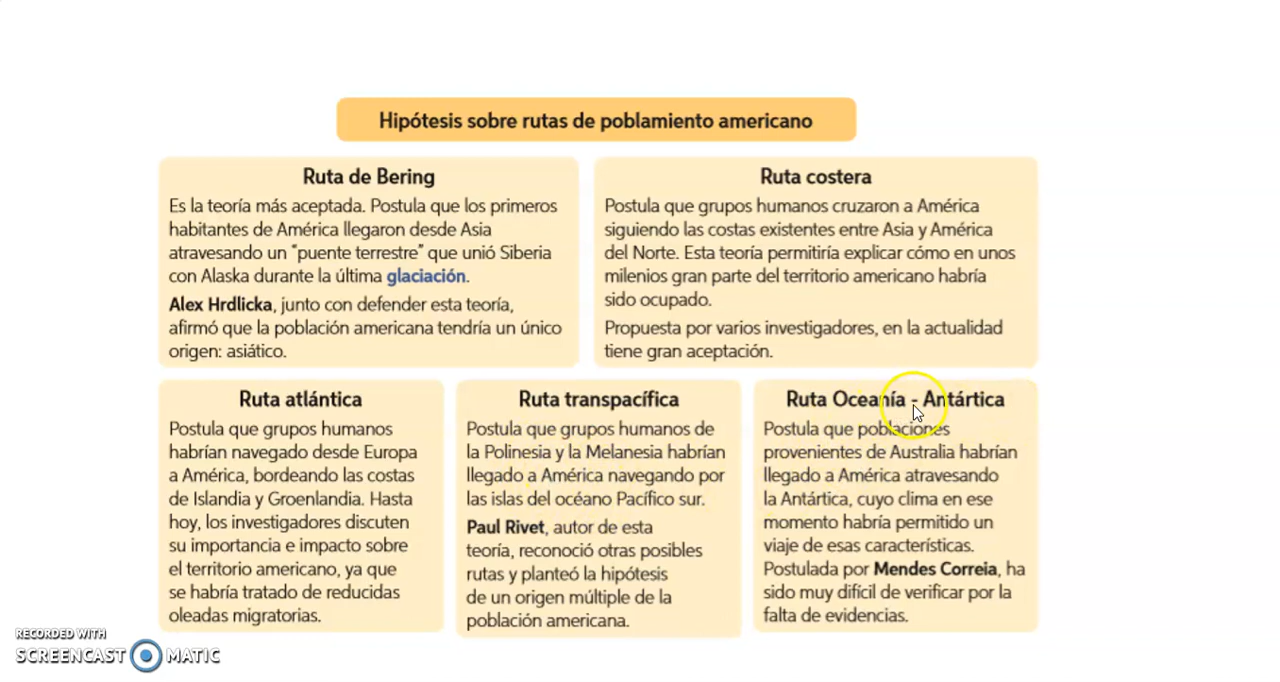 Hipótesis sobre rutas de poblamiento americano
Ruta de Bering
Es la teoría más aceptada. Postula que los primeros
habitantes de América llegaron desde Asia
atravesando un "puente terrestre" que unió Siberia
con Alaska durante la última glaciación.
Alex Hrdlicka, junto con defender esta teoría,
afirmó que la población americana tendría un único
origen: asiático.
Ruta costera
Postula que grupos humanos cruzaron a América
siguiendo las costas existentes entre Asia y América
del Norte. Esta teoría permitiría explicar cómo en unos
milenios gran parte del territorio americano habría
sido ocupado.
Propuesta por varios investigadores, en la actualidad
tiene gran aceptación.
Ruta atlántica
Postula que grupos humanos
habrían navegado desde Europa
a América, bordeando las costas
de Islandia y Groenlandia. Hasta
hoy, los investigadores discuten
su importancia e impacto sobre
el territorio americano, ya que
se habría tratado de reducidas
oleadas migratorias.
Ruta transpacífica
Postula que grupos humanos de
la Polinesia y la Melanesia habrían
llegado a América navegando por
las islas del océano Pacífico sur.
Paul Rivet, autor de esta
teoría, reconoció otras posibles
rutas y planteó la hipótesis
de un origen múltiple de la
población americana.
Ruta Oceanía - Antártica
Postula que poblaciones
provenientes de Australia habrían
llegado a América atravesando
la Antártica, cuyo clima en ese
momento habría permitido un
viaje de esas características.
Postulada por Mendes Correia, ha
sido muy difícil de verificar por la
falta de evidencias.
RECORDED WITH
SCREENCAST MATIC